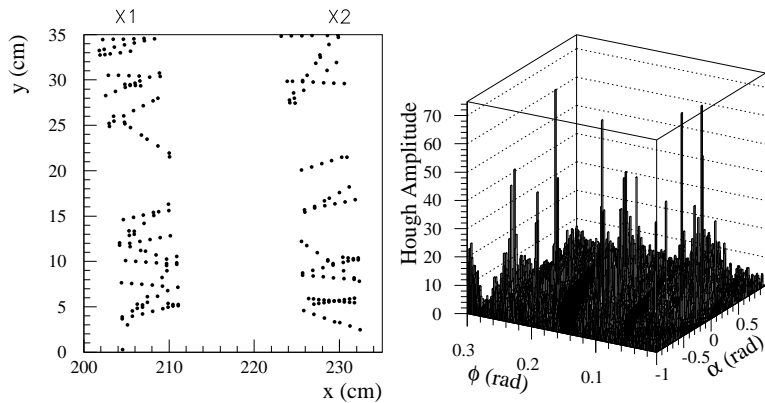 X1 X2
y (cm)
35
30
25
20
15
10
5
0
200 210 220 230
x (cm)
Hough Amplitude
70
60
50
40
30
20
10
0
0.3 0.2 0.1
ϕ (rad)
-1 -0.5 0 0.5
α (rad)